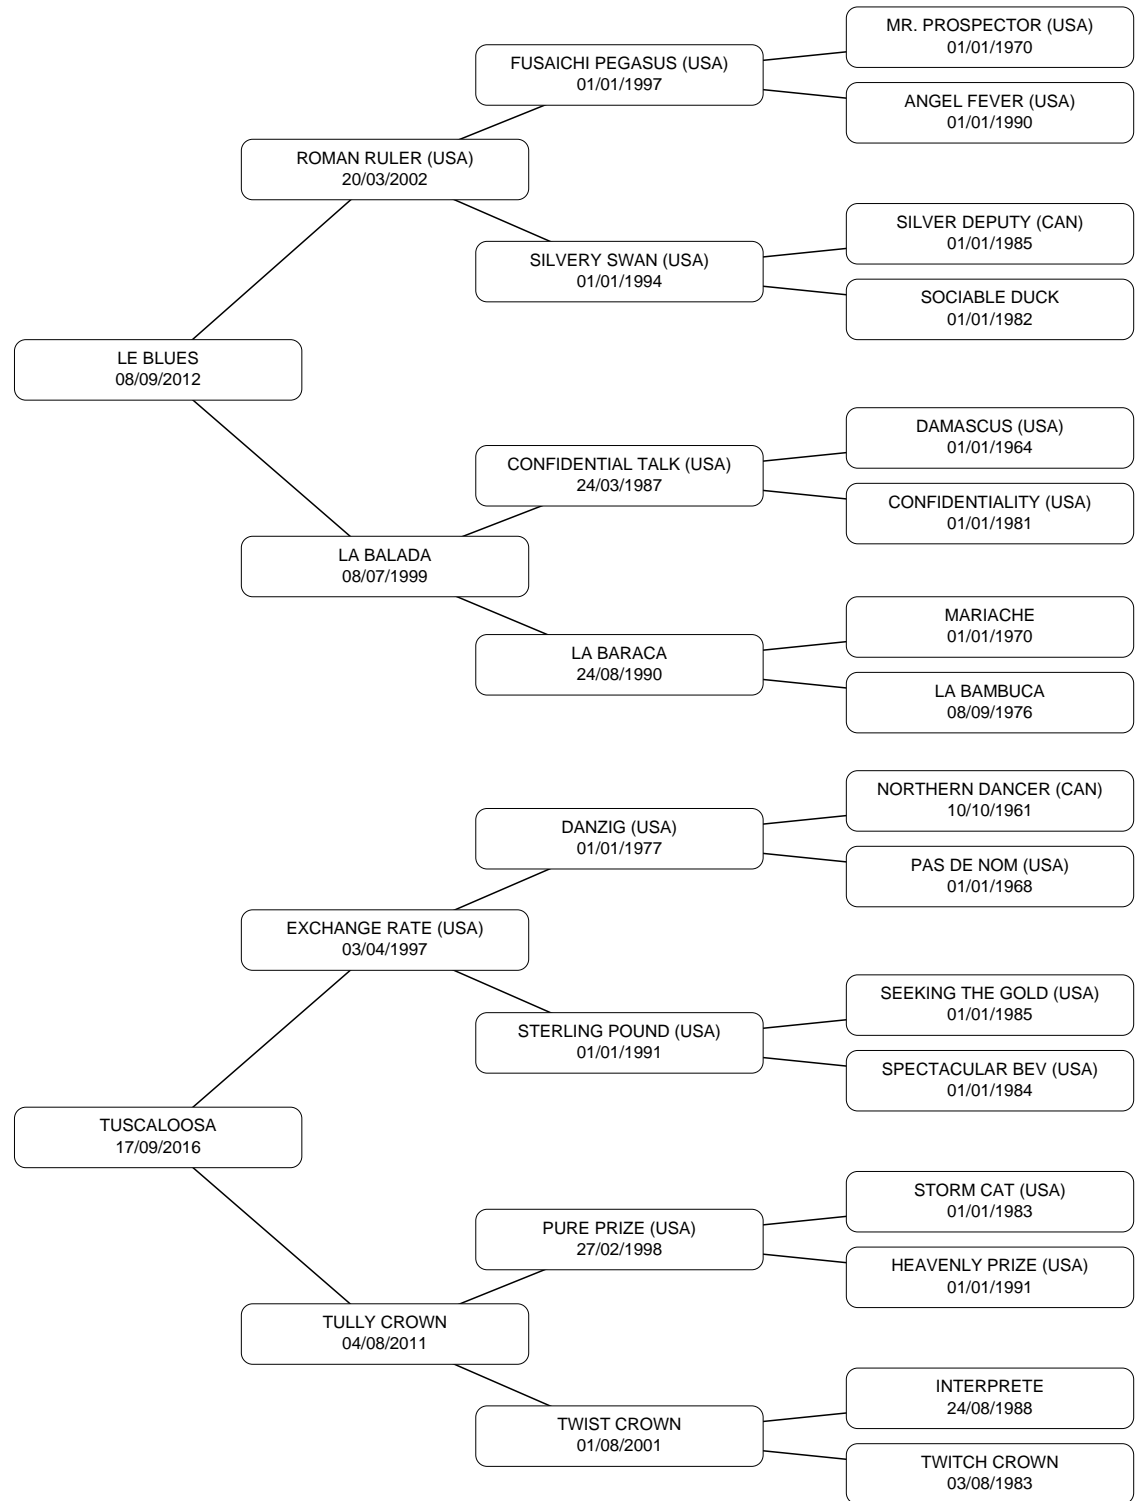 MR. PROSPECTOR (USA)
01/01/1970
FUSAICHI PEGASUS (USA)
01/01/1997
ANGEL FEVER (USA)
01/01/1990
ROMAN RULER (USA)
20/03/2002
SILVER DEPUTY (CAN)
01/01/1985
SILVERY SWAN (USA)
01/01/1994
SOCIABLE DUCK
01/01/1982
LE BLUES
08/09/2012
DAMASCUS (USA)
01/01/1964
CONFIDENTIAL TALK (USA)
24/03/1987
CONFIDENTIALITY (USA)
01/01/1981
LA BALADA
08/07/1999
MARIACHE
01/01/1970
LA BARACA
24/08/1990
LA BAMBUCA
08/09/1976
NORTHERN DANCER (CAN)
10/10/1961
DANZIG (USA)
01/01/1977
PAS DE NOM (USA)
01/01/1968
EXCHANGE RATE (USA)
03/04/1997
SEEKING THE GOLD (USA)
01/01/1985
STERLING POUND (USA)
01/01/1991
SPECTACULAR BEV (USA)
01/01/1984
TUSCALOOSA
17/09/2016
STORM CAT (USA)
01/01/1983
PURE PRIZE (USA)
27/02/1998
HEAVENLY PRIZE (USA)
01/01/1991
TULLY CROWN
04/08/2011
INTERPRETE
24/08/1988
TWIST CROWN
01/08/2001
TWITCH CROWN
03/08/1983